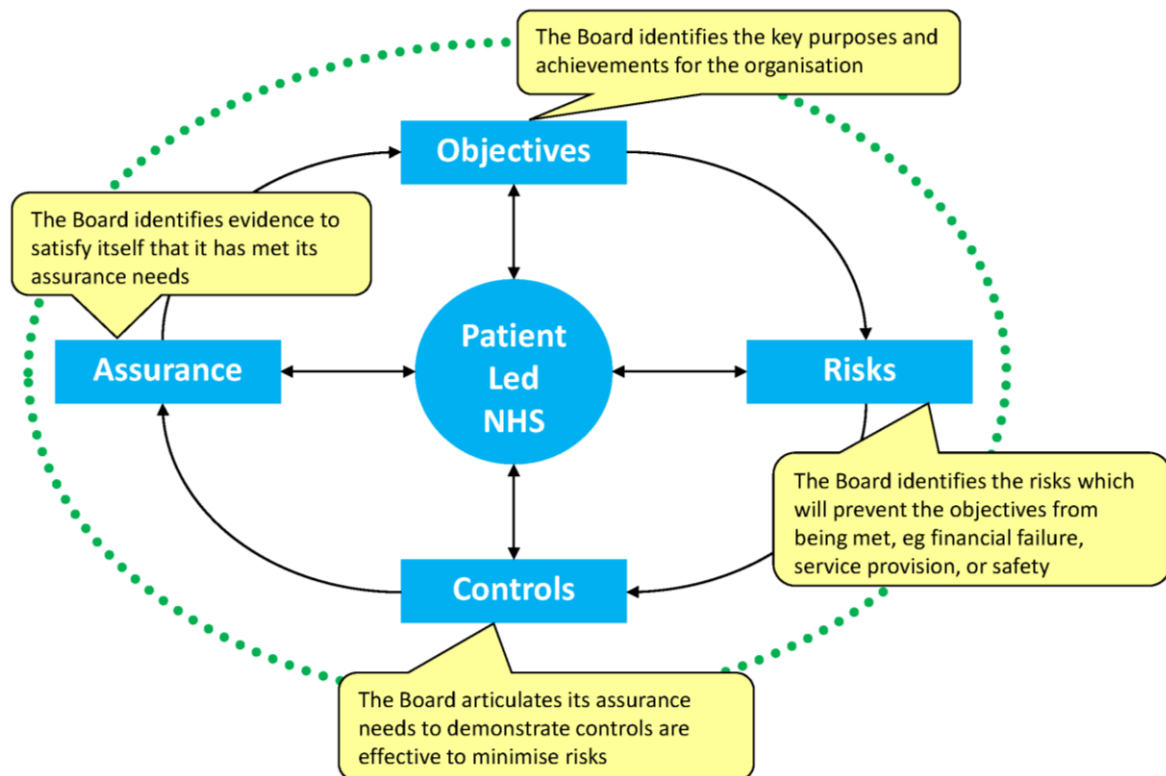 The Board identifies the key purposes and
achievements for the organisation
Objectives
The Board identifies evidence to
satisfy itself that it has met its
assurance needs
Assurance
Patient
Led
NHS
Risks
The Board identifies the risks which
will prevent the objectives from
being met, eg financial failure,
service provision, or safety
Controls
The Board articulates its assurance
needs to demonstrate controls are
effective to minimise risks